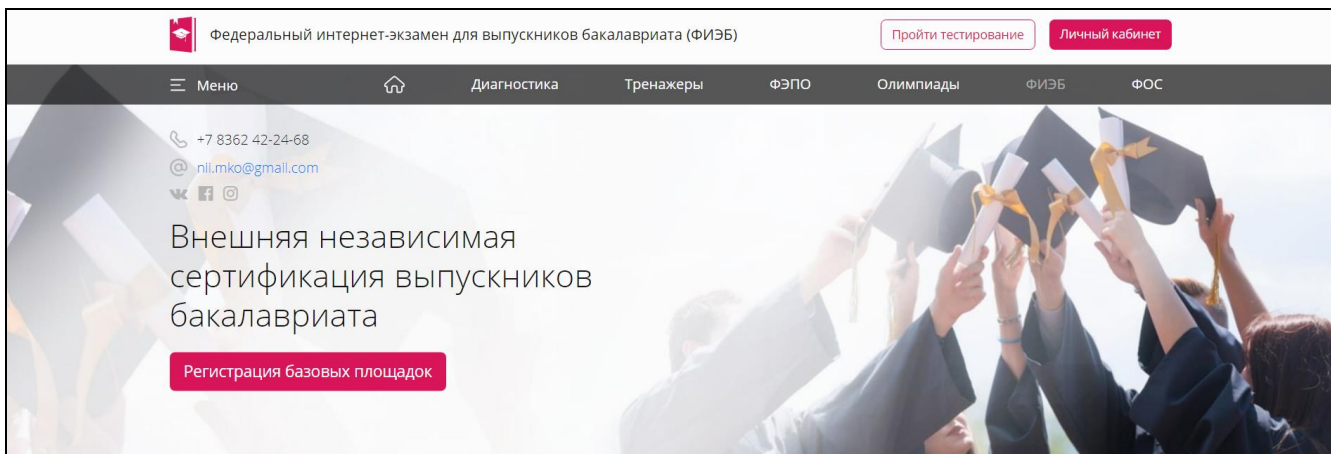 Федеральный интернет-экзамен для выпускников бакалавриата (ФИЭБ)
Пройти тестирование
Личный кабинет
Меню
Диагностика
Тренажеры
ФЭПО
Олимпиады
ФИЭБ
ФОС
+7 8362 42-24-68
nii.mko@gmail.com
Внешняя независимая
сертификация выпускников
бакалавриата
Регистрация базовых площадок